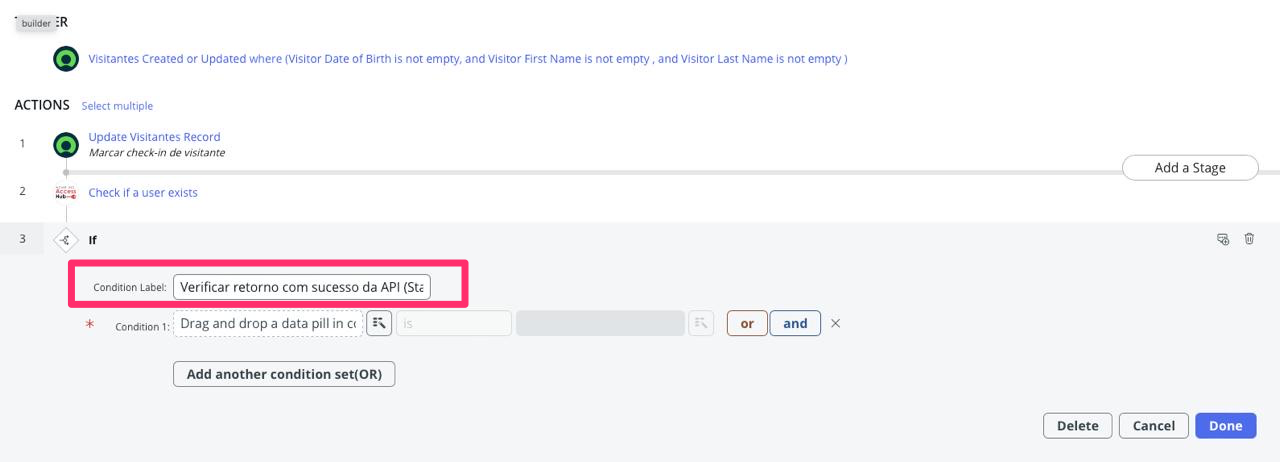 builder
ER
Visitantes Created or Updated where (Visitor Date of Birth is not empty, and Visitor First Name is not empty , and Visitor Last Name is not empty )
ACTIONS Select multiple
1 Update Visitantes Record
Marcar check-in de visitante
Add a Stage
2 Access Hub Check if a user exists
3 If
Condition Label: Verificar retorno com sucesso da API (Sta
* Condition 1: Drag and drop a data pill in co is or and
Add another condition set(OR)
Delete Cancel Done